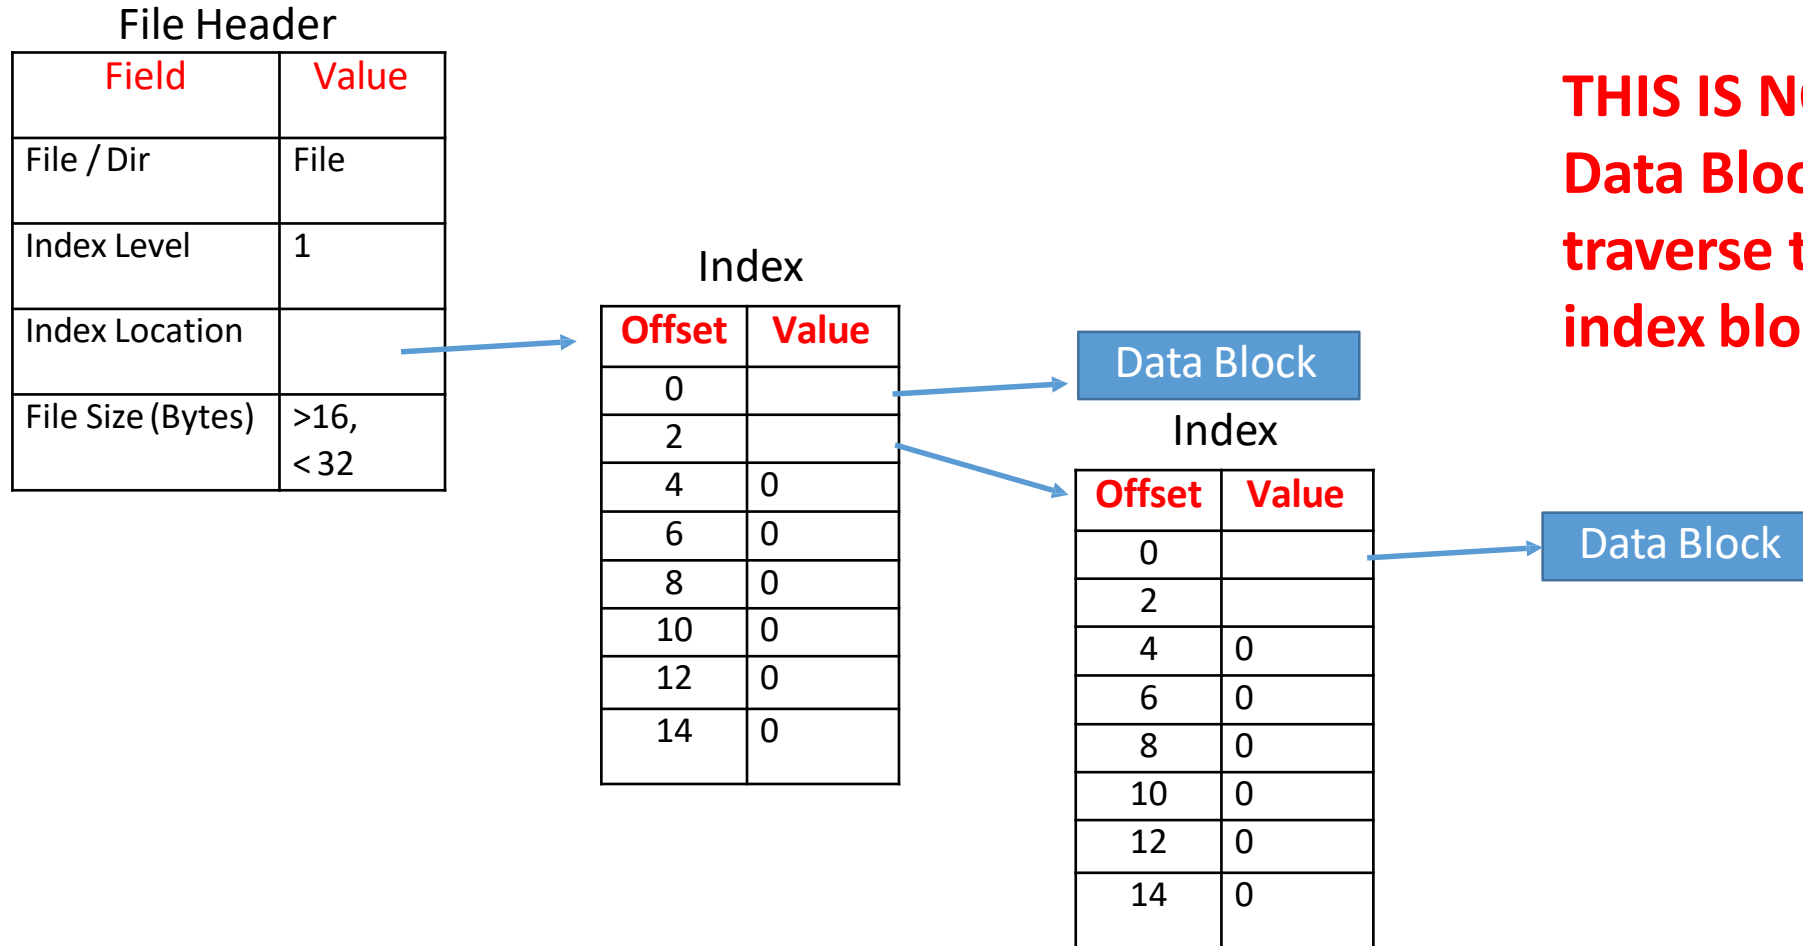 File Header
Field Value
File / Dir File
Index Level 1
Index Location
File Size (Bytes) >16,
< 32
Index
Offset Value
0
2
4 0
6 0
8 0
10 0
12 0
14 0
Data Block
Index
Offset Value
0
2
4 0
6 0
8 0
10 0
12 0
14 0
Data Block
THIS IS
Data
traverse
index